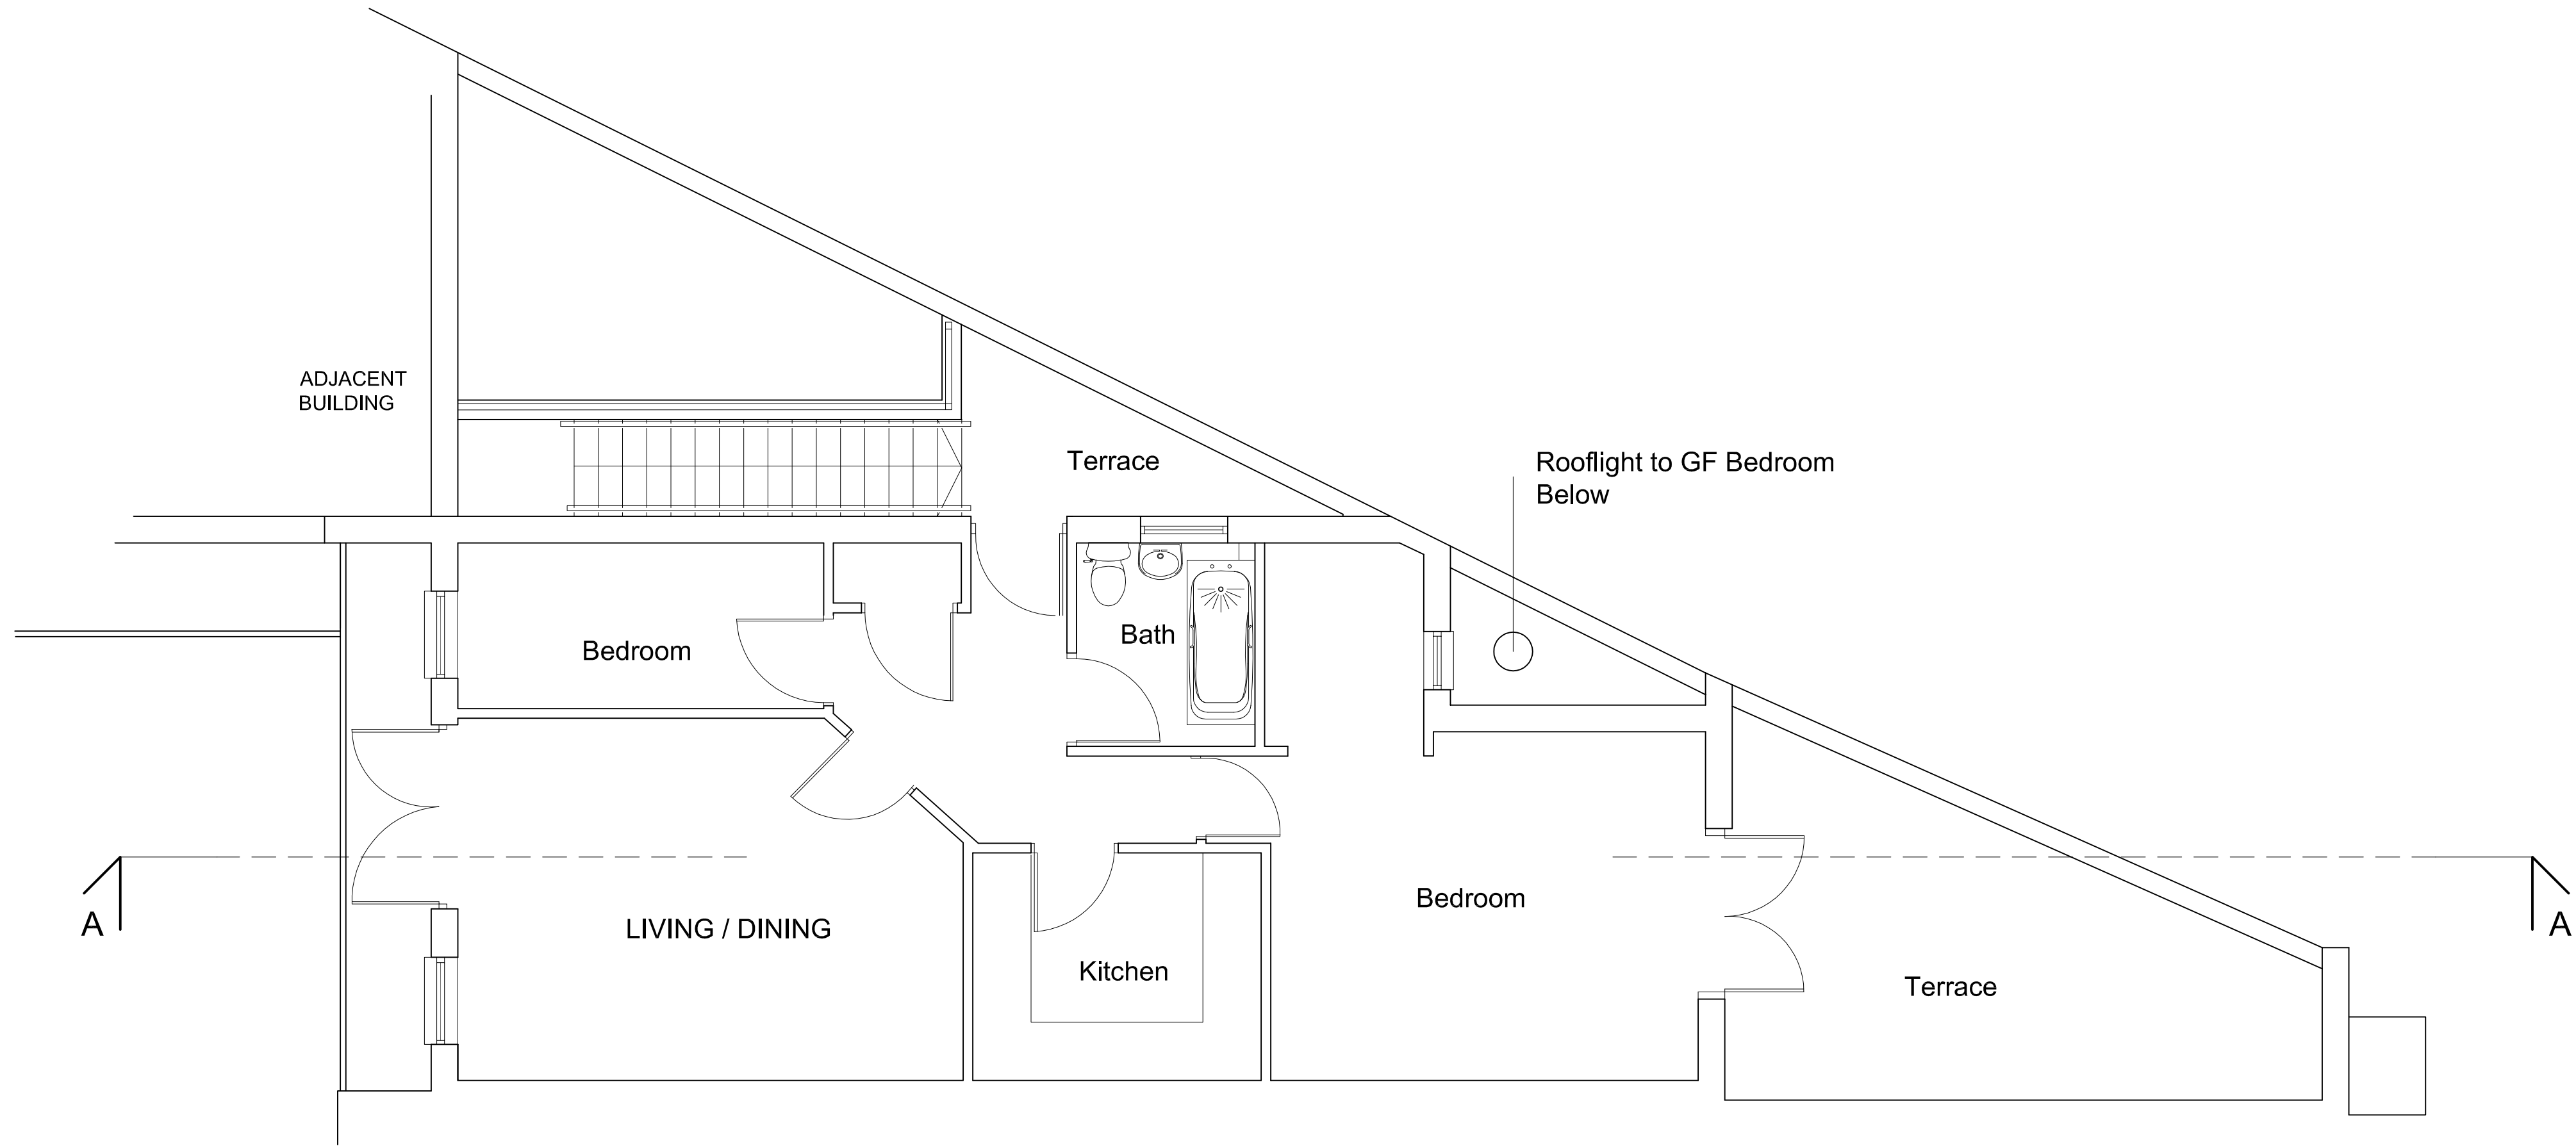 ADJACENT
BUILDING
Terrace
Rooflight to GF Bedroom
Below
Bedroom
Bath
A
LIVING / DINING
Kitchen
Bedroom
Terrace
A